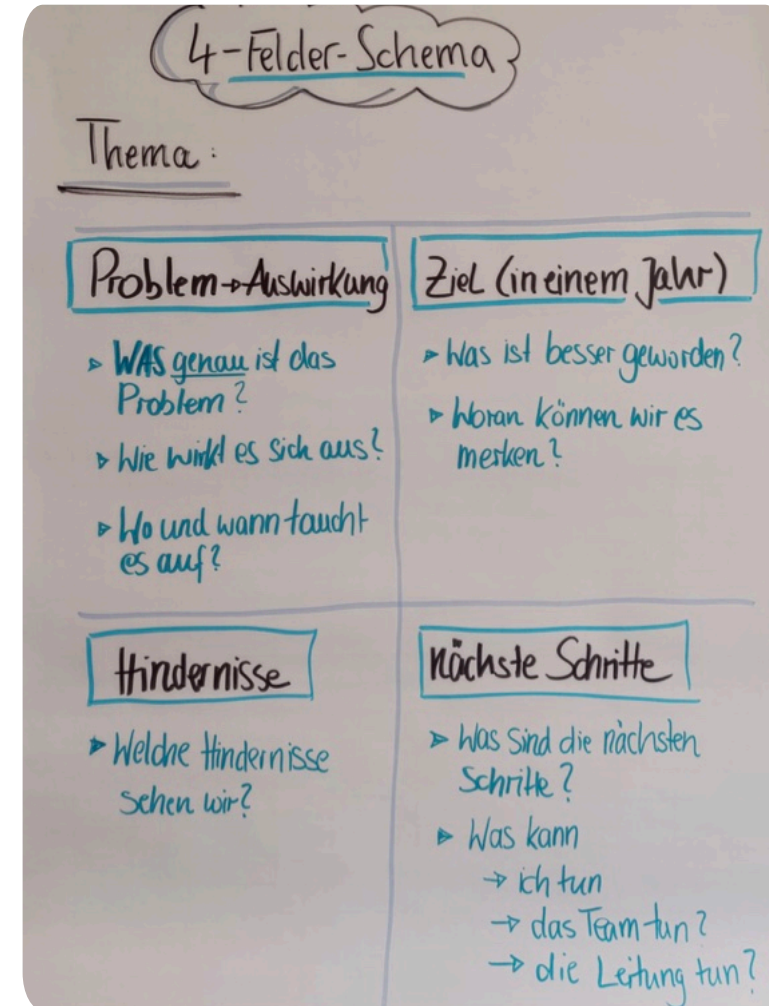 4-Felder-Schema
Thema:
Problem→Auswirkung
▹ WAS genau ist das
Problem?
▹ Wie wirkt es sich aus?
▹ Wo und wann taucht
es auf?
Ziel (in einem Jahr)
▹ Was ist besser geworden?
▹ Woran können wir es
merken?
Hindernisse
▹ Welche Hindernisse
sehen wir?
nächste Schritte
▹ Was sind die nächsten
Schritte?
▹ Was kann
→ ich tun
→ das Team tun?
→ die Leitung tun?